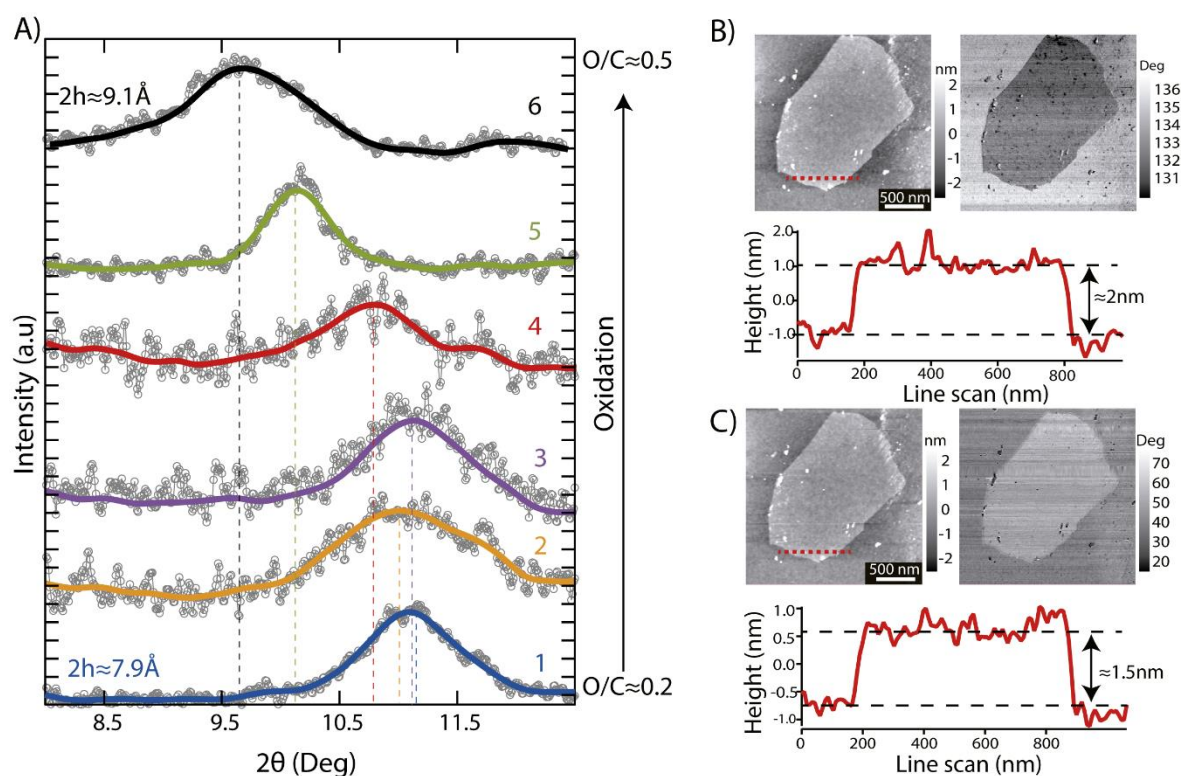 A)
2h≈9.1Å
6
5
4
3
2
1
2h≈7.9Å
Intensity (a.u)
8.5 9.5 10.5 11.5
2θ (Deg)
O/C≈0.5
Oxidation
O/C≈0.2
B)
nm
2
1
0
-1
-2
500 nm
Deg
136
135
134
133
132
131
2.0
1.0
0.0
-1.0
Height (nm)
≈2nm
0 200 400 600 800
Line scan (nm)
C)
nm
2
1
0
-1
-2
500 nm
Deg
70
60
50
40
30
20
1.0
0.5
0.0
-0.5
-1.0
Height (nm)
≈1.5nm
0 200 400 600 800
Line scan (nm)